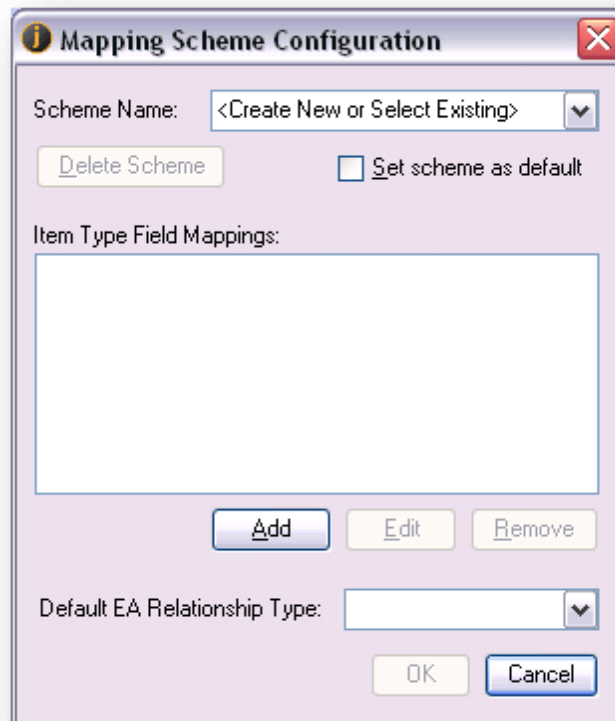 Mapping Scheme Configuration
Scheme Name: <Create New or Select Existing>
Delete Scheme Set scheme as default
Item Type Field Mappings:
Add Edit Remove
Default EA Relationship Type:
OK Cancel